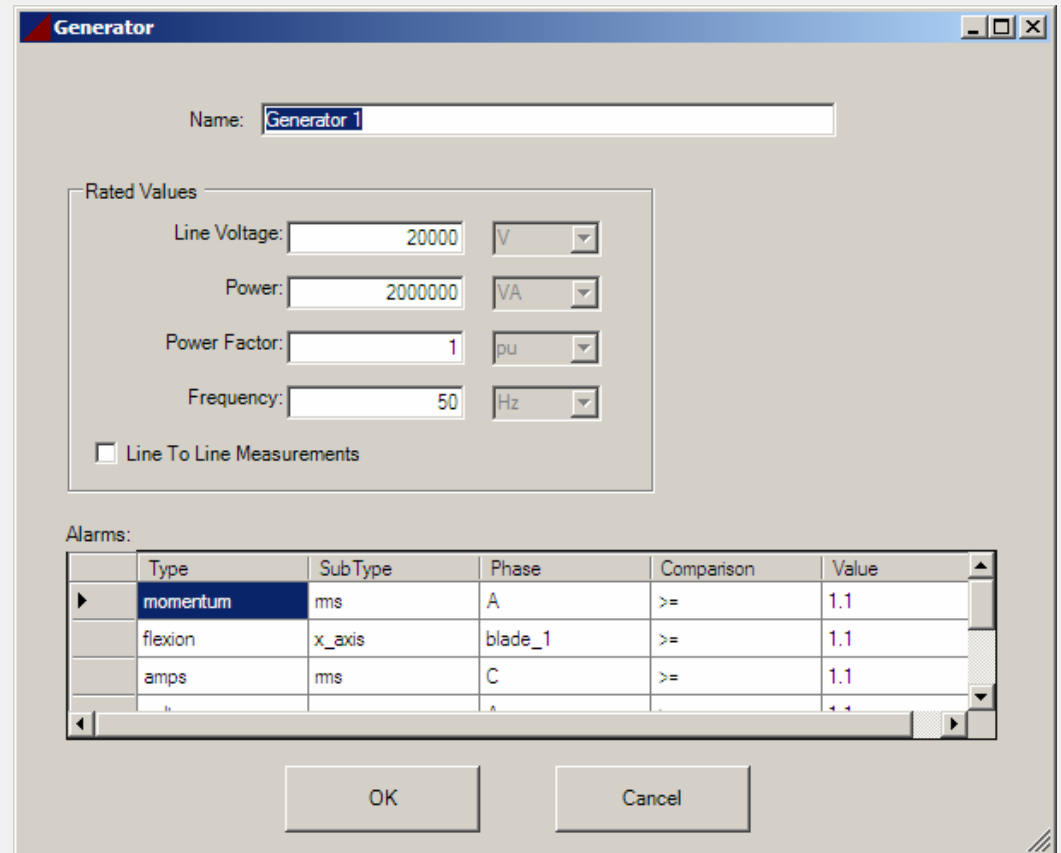 Generator
Name: Generator 1
Rated Values
Line Voltage: 20000 V
Power: 2000000 VA
Power Factor: 1 pu
Frequency: 50 Hz
Line To Line Measurements
Alarms:
Type SubType Phase Comparison Value
momentum rms A >= 1.1
flexion x_axis blade_1 >= 1.1
amps rms C >= 1.1
OK Cancel